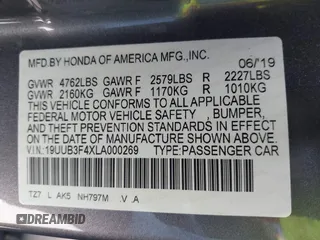 MFD.BY HONDA OF AMERICA MFG.,INC.
06/19
GVWR 4762LBS GAWR F 2579LBS R 2227LBS
GVWR 2160KG GAWR F 1170KG R 1010KG
THIS VEHICLE CONFORMS TO ALL APPLICABLE
FEDERAL MOTOR VEHICLE SAFETY , BUMPER,
AND THEFT PREVENTION STANDARDS IN EFFECT
ON THE DATE OF MANUFACTURE SHOWN ABOVE.
VIN:19UUB3F4XLA000269 TYPE:PASSENGER CAR
TZ7 L AK5 NH797M .V .A